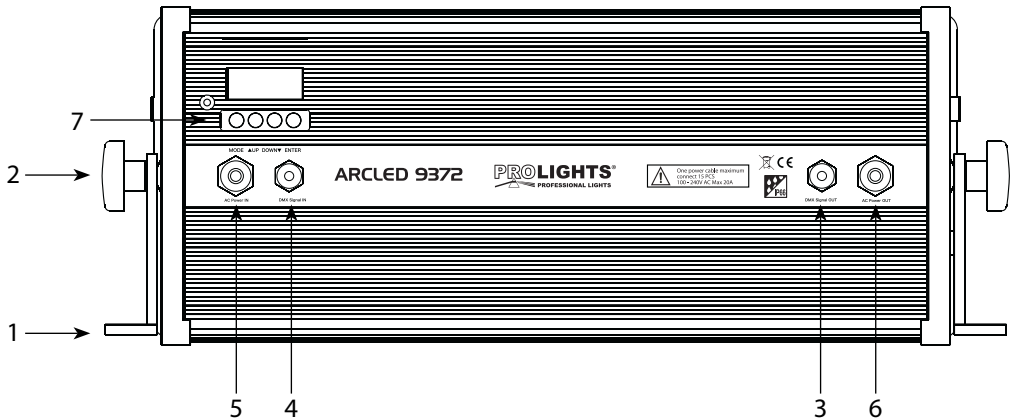 7
MODE ▲UP DOWN▼ ENTER
2
ARCLED 9372
PROLIGHTS®
PROFESSIONAL LIGHTS
One power cable maximum
connect 15 PCS
100~240V AC Max 20A
CE
IP66
AC Power IN
DMX Signal IN
DMX Signal OUT
AC Power OUT
1
5
4
3
6